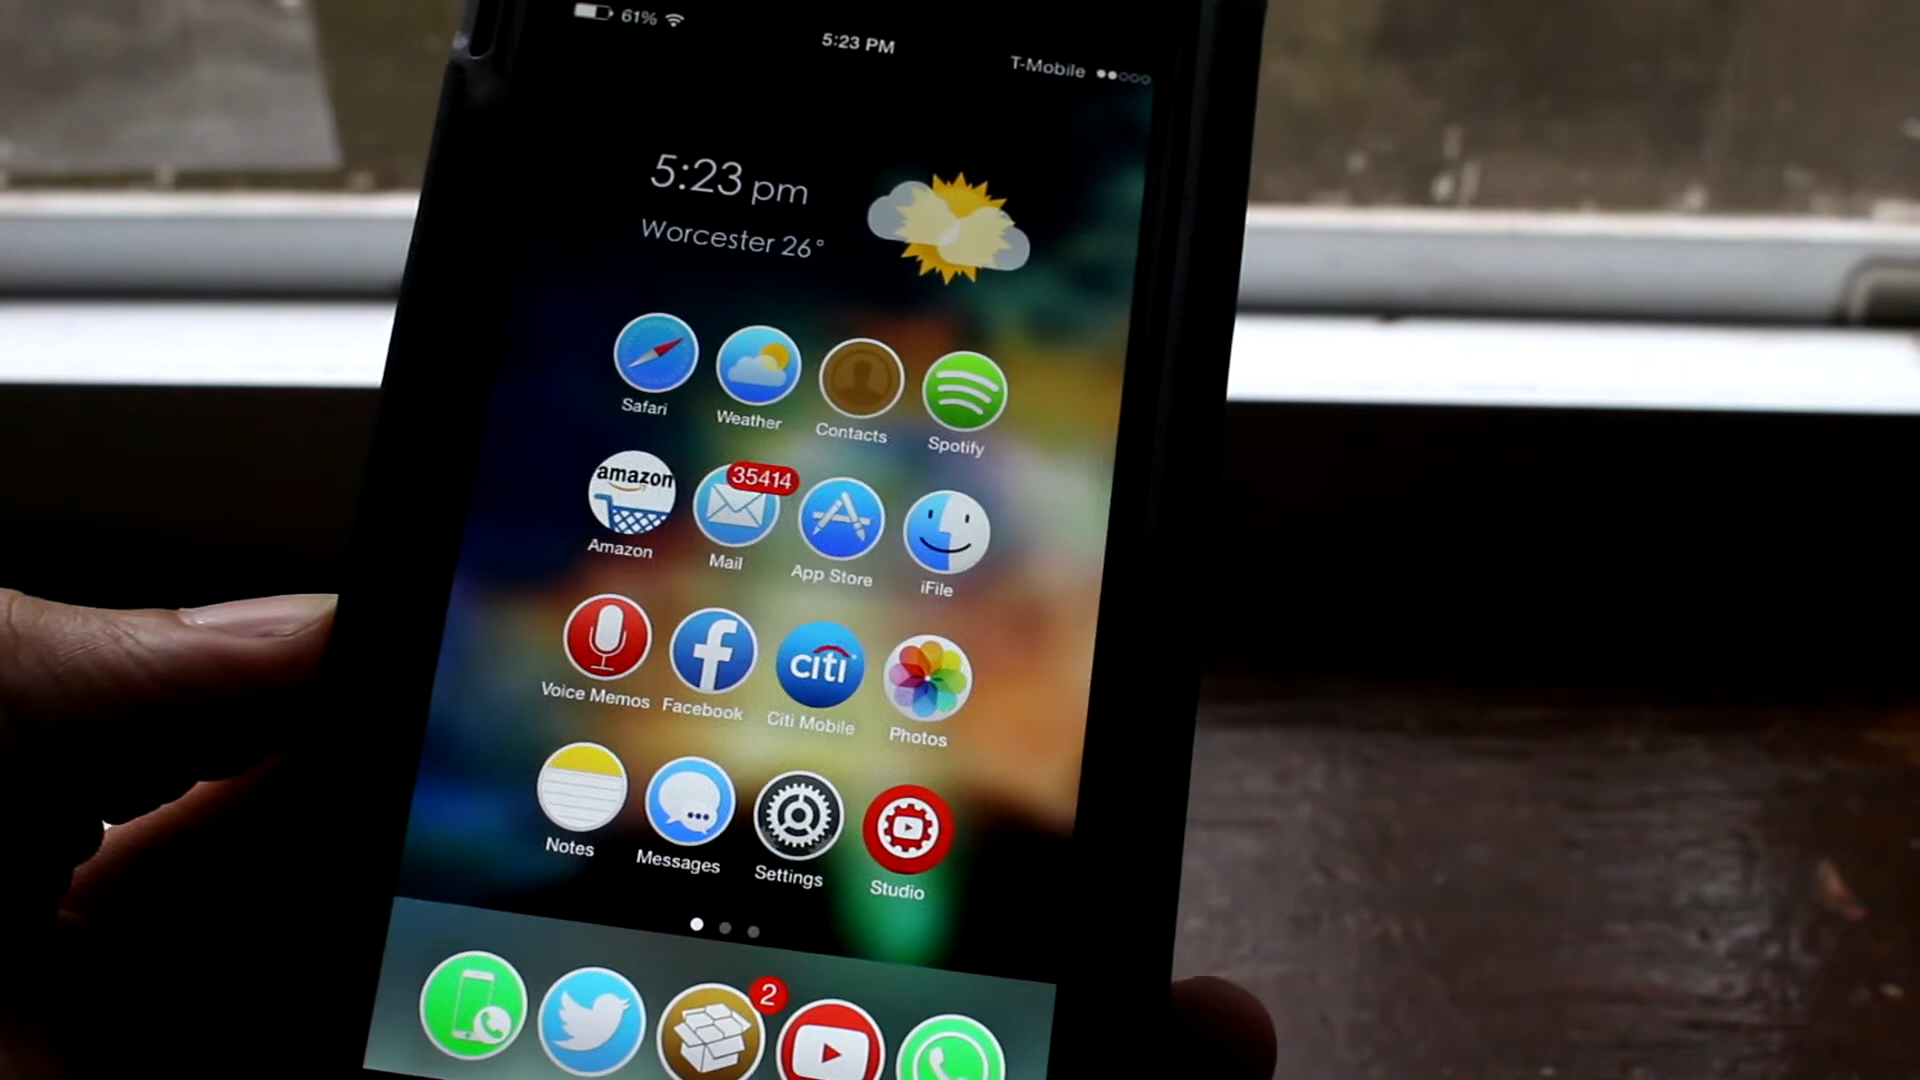 61%
5:23 PM
T-Mobile
5:23 pm
Worcester 26°
Safari
Weather
Contacts
Spotify
amazon
35414
Amazon
Mail
App Store
iFile
citi
Voice Memos
Facebook
Citi Mobile
Photos
Notes
Messages
Settings
Studio
2